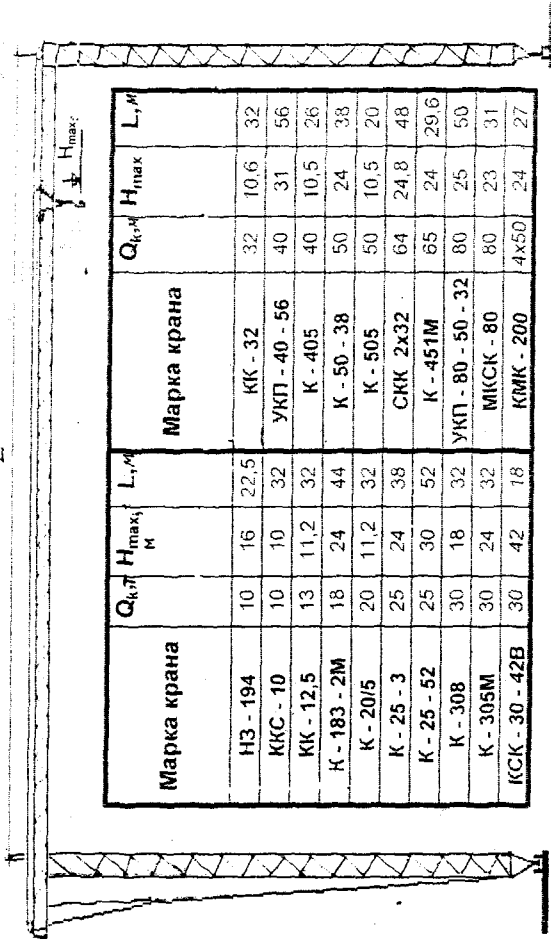 Hmax,
Марка крана Qк,т Hmax, м L,м Марка крана Qк,м Hmax L,м
НЗ - 194 10 16 22,5 КК - 32 32 10,6 32
ККС - 10 10 10 32 УКП - 40 - 56 40 31 56
КК - 12,5 13 11,2 32 К - 405 40 10,5 26
К - 183 - 2М 18 24 44 К - 50 - 38 50 24 38
К - 20/5 20 11,2 32 К - 505 50 10,5 20
К - 25 - 3 25 24 38 СКК 2х32 64 24,8 48
К - 25 - 52 25 30 52 К - 451М 65 24 29,6
К - 308 30 18 32 УКП - 80 - 50 - 32 80 25 50
К - 305М 30 24 32 МКСК - 80 80 23 31
КСК - 30 - 42В 30 42 18 КМК - 200 4х50 24 27